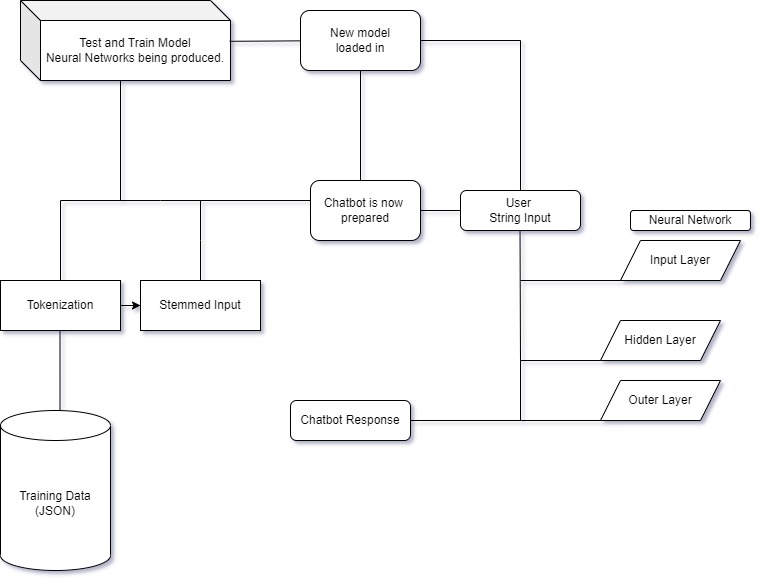 Test and Train Model
Neural Networks being produced.
New model
loaded in
Chatbot is now
prepared
User
String Input
Neural Network
Input Layer
Tokenization
Stemmed Input
Hidden Layer
Outer Layer
Chatbot Response
Training Data
(JSON)